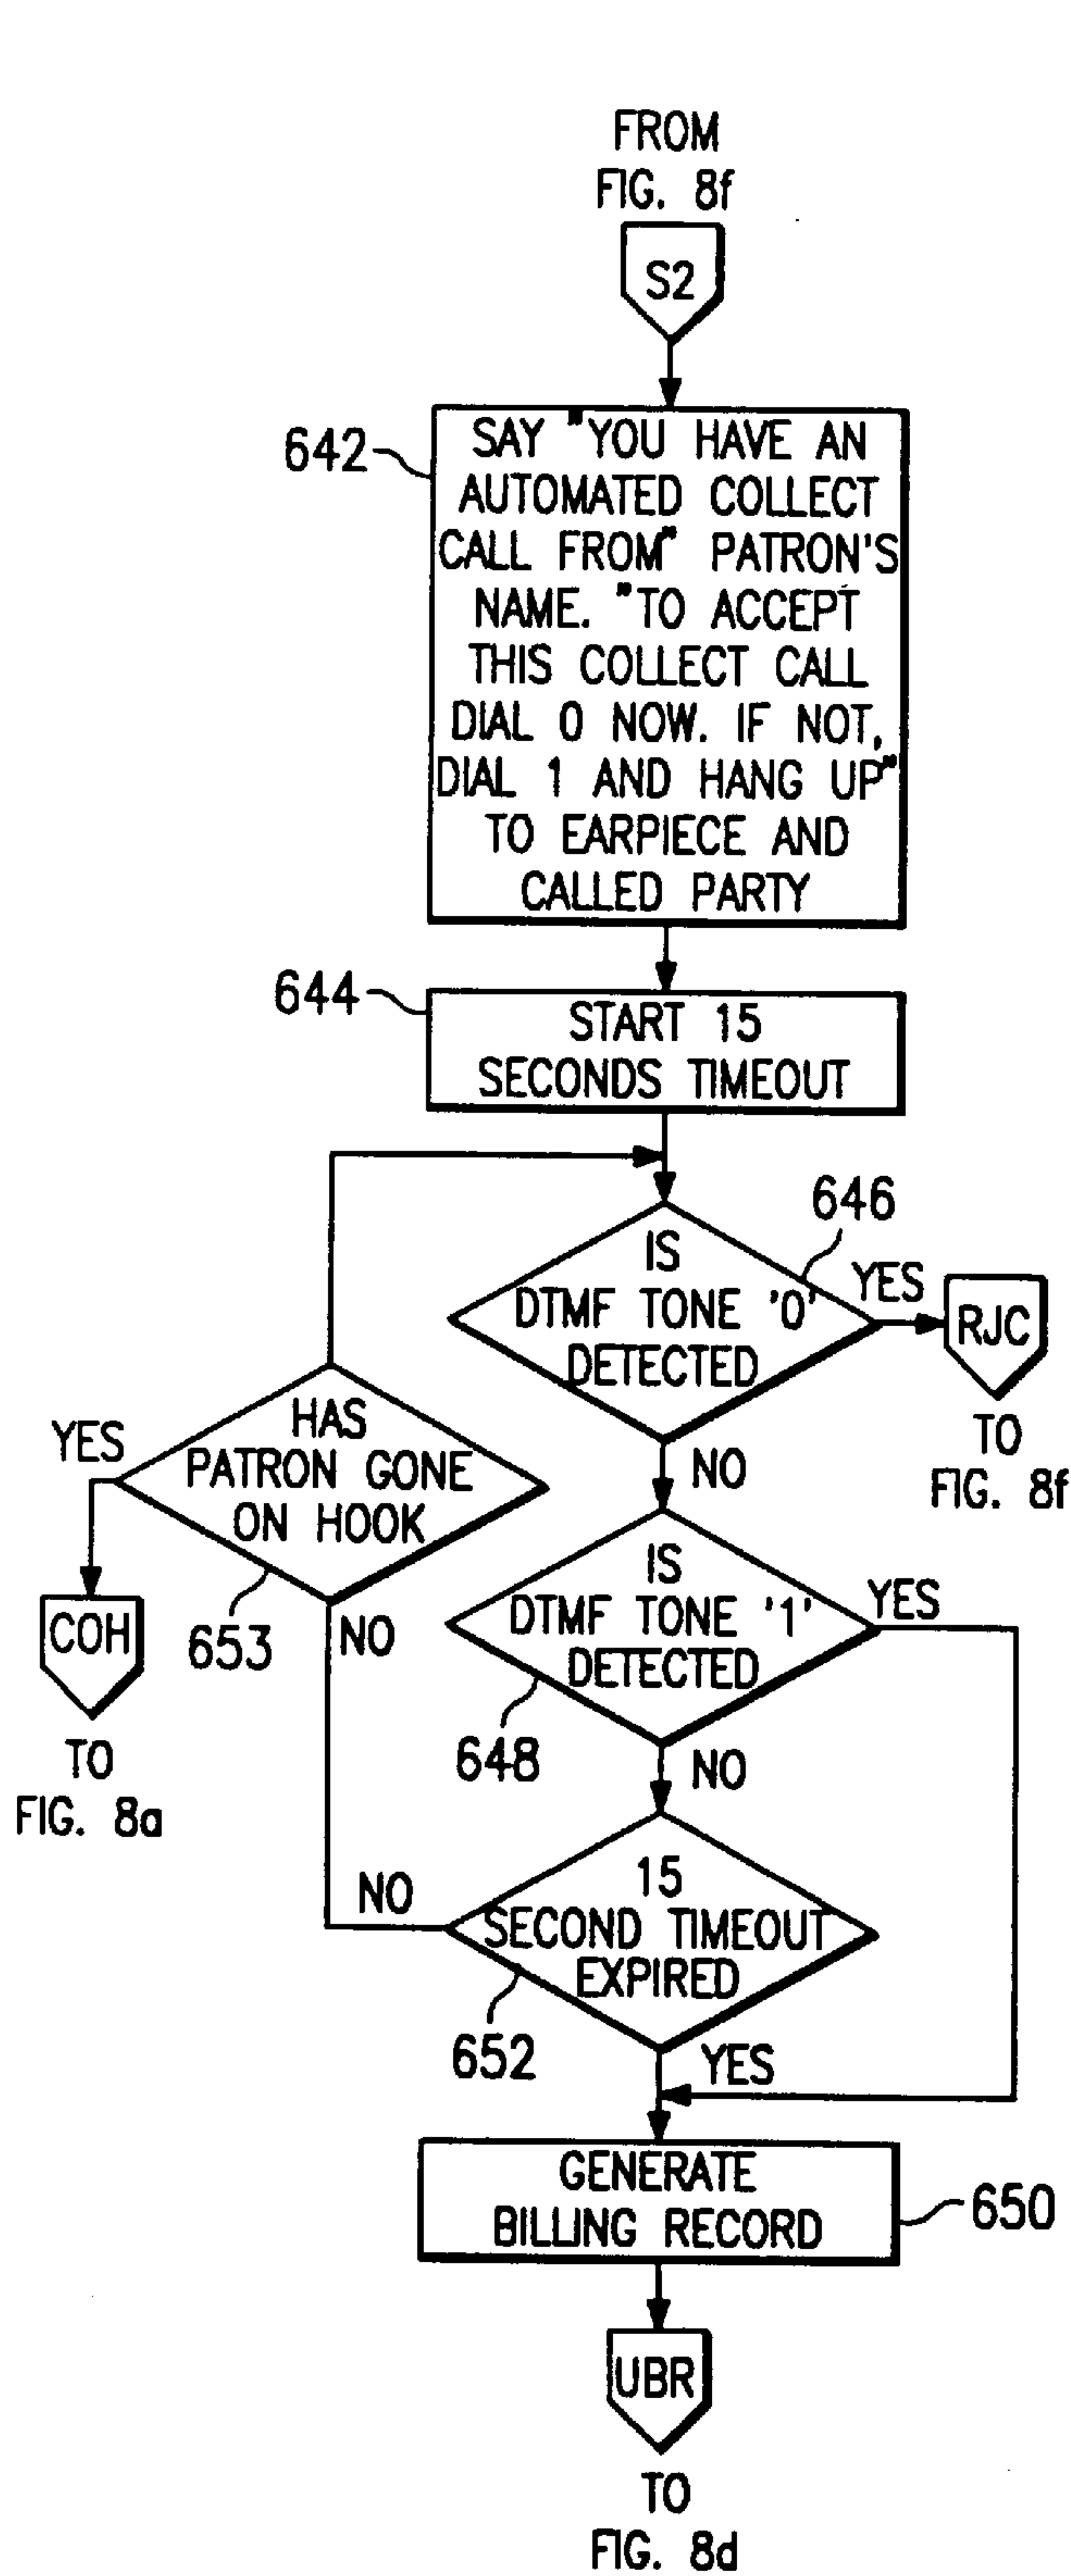 FROM
FIG. 8f
S2
642
SAY "YOU HAVE AN
AUTOMATED COLLECT
CALL FROM" PATRON'S
NAME. "TO ACCEPT
THIS COLLECT CALL
DIAL 0 NOW. IF NOT,
DIAL 1 AND HANG UP"
TO EARPIECE AND
CALLED PARTY
644
START 15
SECONDS TIMEOUT
646
IS
DTMF TONE '0'
DETECTED
YES
RJC
TO
FIG. 8f
NO
HAS
PATRON GONE
ON HOOK
YES
COH
TO
FIG. 8a
653
NO
IS
DTMF TONE '1'
DETECTED
YES
648
NO
15
SECOND TIMEOUT
EXPIRED
NO
652
YES
GENERATE
BILLING RECORD
650
UBR
TO
FIG. 8d